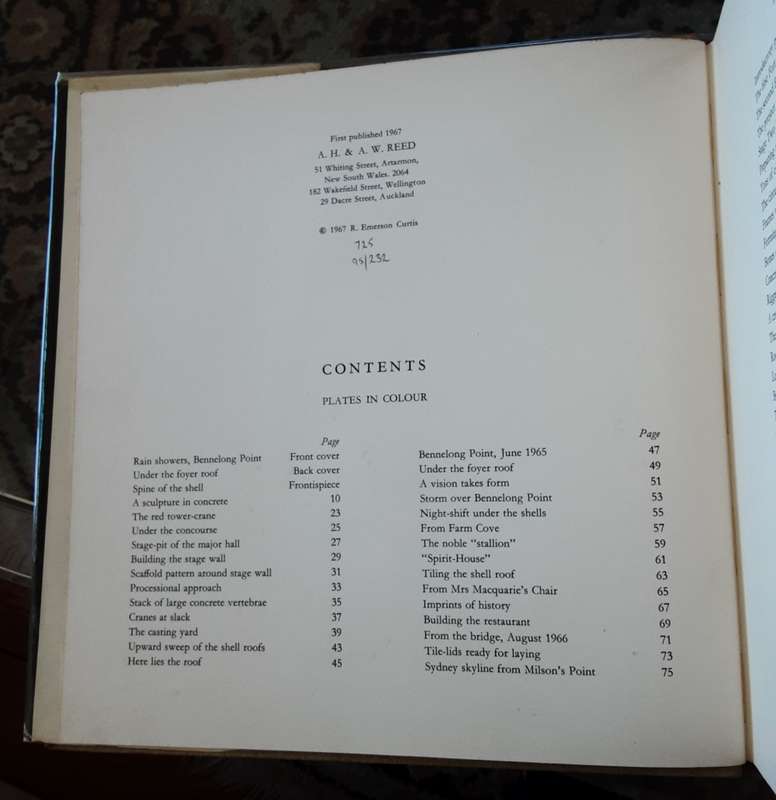 First published 1967
A. H. & A. W. REED
51 Whiting Street, Artarmon,
New South Wales. 2064
182 Wakefield Street, Wellington
29 Dacre Street, Auckland
© 1967 R. Emerson Curtis
725
95/232
CONTENTS
PLATES IN COLOUR
Page
Rain showers, Bennelong Point Front cover
Under the foyer roof Back cover
Spine of the shell Frontispiece
A sculpture in concrete 10
The red tower-crane 23
Under the concourse 25
Stage-pit of the major hall 27
Building the stage wall 29
Scaffold pattern around stage wall 31
Processional approach 33
Stack of large concrete vertebrae 35
Cranes at slack 37
The casting yard 39
Upward sweep of the shell roofs 43
Here lies the roof 45
Page
Bennelong Point, June 1965 47
Under the foyer roof 49
A vision takes form 51
Storm over Bennelong Point 53
Night-shift under the shells 55
From Farm Cove 57
The noble "stallion" 59
"Spirit-House" 61
Tiling the shell roof 63
From Mrs Macquarie's Chair 65
Imprints of history 67
Building the restaurant 69
From the bridge, August 1966 71
Tile-lids ready for laying 73
Sydney skyline from Milson's Point 75